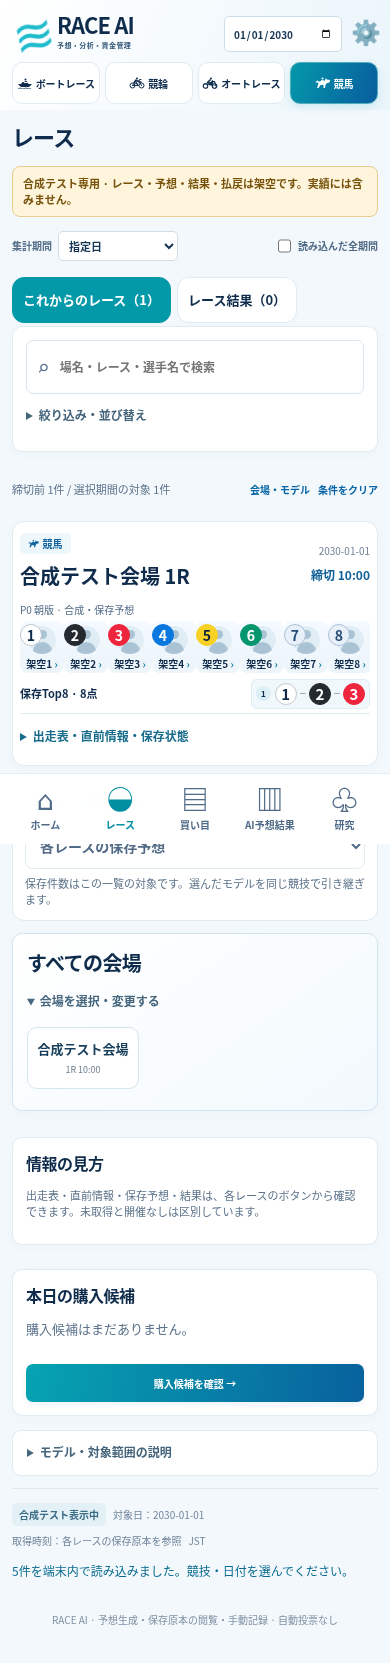 RACE AI
予想・分析・資金管理
01/01/2030
ボートレース
競輪
オートレース
競馬
レース
合成テスト専用・レース・予想・結果・払戻は架空です。実績には含
みません。
集計期間
指定日
読み込んだ全期間
これからのレース（1）
レース結果（0）
場名・レース・選手名で検索
絞り込み・並び替え
締切前 1件 / 選択期間の対象 1件
会場・モデル
条件をクリア
競馬
2030-01-01
合成テスト会場 1R
締切 10:00
P0 朝版・合成・保存予想
1 2 3 4 5 6 7 8
架空1 › 架空2 › 架空3 › 架空4 › 架空5 › 架空6 › 架空7 › 架空8 ›
保存Top8・8点
1 1 – 2 – 3
出走表・直前情報・保存状態
ホーム
レース
買い目
AI予想結果
研究
各レースの保存予想
保存件数はこの一覧の対象です。選んだモデルを同じ競技で引き継ぎ
ます。
すべての会場
会場を選択・変更する
合成テスト会場
1R 10:00
情報の見方
出走表・直前情報・保存予想・結果は、各レースのボタンから確認
できます。未取得と開催なしは区別しています。
本日の購入候補
購入候補はまだありません。
購入候補を確認 →
モデル・対象範囲の説明
合成テスト表示中
対象日：2030-01-01
取得時刻：各レースの保存原本を参照 JST
5件を端末内で読み込みました。競技・日付を選んでください。
RACE AI・予想生成・保存原本の閲覧・手動記録・自動投票なし